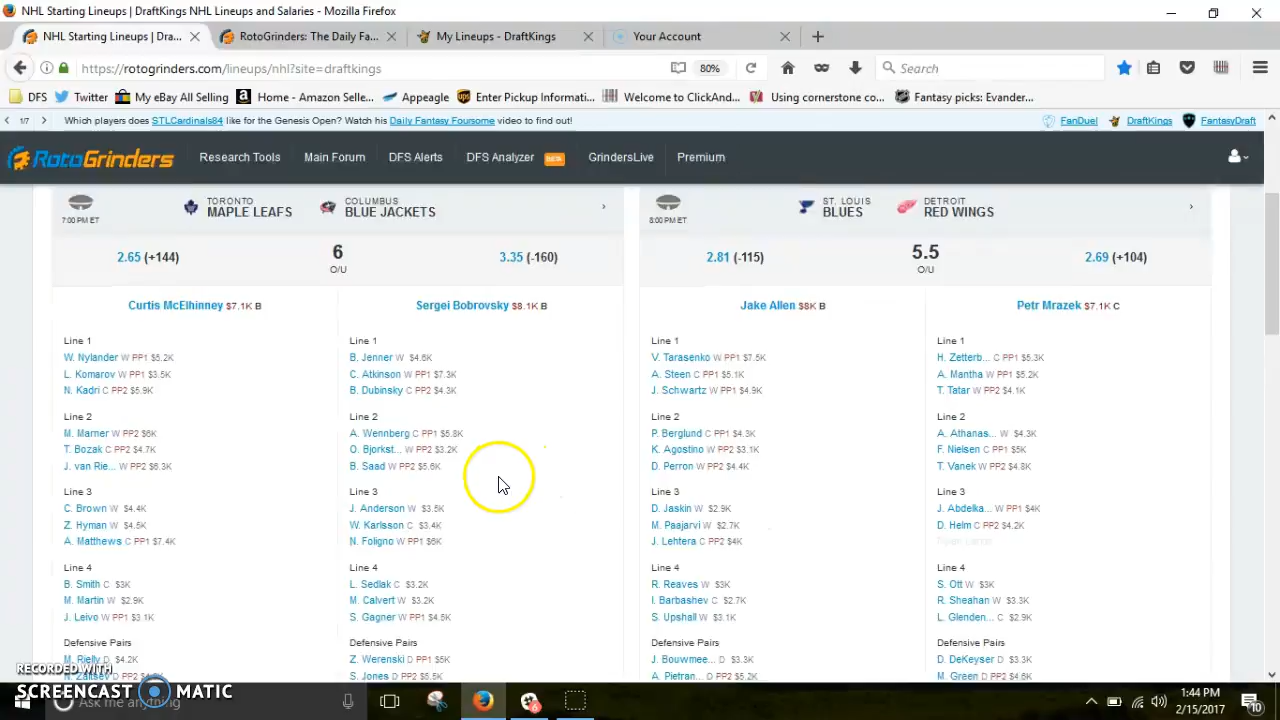 NHL Starting Lineups | DraftKings NHL Lineups and Salaries - Mozilla Firefox
NHL Starting Lineups | Dra...
RotoGrinders: The Daily Fa...
My Lineups - DraftKings
Your Account
https://rotogrinders.com/lineups/nhl?site=draftkings
80%
Search
DFS
Twitter
My eBay All Selling
Home - Amazon Selle...
Appeagle
Enter Pickup Informati...
Welcome to ClickAnd...
Using cornerstone co...
Fantasy picks: Evander...
1/7
Which players does STLCardinals84 like for the Genesis Open? Watch his Daily Fantasy Foursome video to find out!
FanDuel
DraftKings
FantasyDraft
RotoGrinders
Research Tools
Main Forum
DFS Alerts
DFS Analyzer BETA
GrindersLive
Premium
7:00 PM ET
TORONTO
MAPLE LEAFS
COLUMBUS
BLUE JACKETS
2.65 (+144)
6
O/U
3.35 (-160)
Curtis McElhinney $7.1K B
Sergei Bobrovsky $8.1K B
Line 1
W. Nylander W PP1 $5.2K
L. Komarov W PP1 $3.5K
N. Kadri C PP2 $5.9K
Line 2
M. Marner W PP2 $6K
T. Bozak C PP2 $4.7K
J. van Rie... W PP2 $6.3K
Line 3
C. Brown W $4.4K
Z. Hyman W $4.5K
A. Matthews C PP1 $7.4K
Line 4
B. Smith C $3K
M. Martin W $2.9K
J. Leivo W PP1 $3.1K
Defensive Pairs
M. Rielly D $4.2K
N. Zaitsev D PP1
Line 1
B. Jenner W $4.6K
C. Atkinson W PP1 $7.3K
B. Dubinsky C PP2 $4.3K
Line 2
A. Wennberg C PP1 $5.8K
O. Bjorkst... W PP2 $3.2K
B. Saad W PP2 $5.6K
Line 3
J. Anderson W $3.5K
W. Karlsson C $3.4K
N. Foligno W PP1 $6K
Line 4
L. Sedlak C $3.2K
M. Calvert W $3.2K
S. Gagner W PP1 $4.5K
Defensive Pairs
Z. Werenski D PP1 $5K
S. Jones D PP2 $5.5K
8:00 PM ET
ST. LOUIS
BLUES
DETROIT
RED WINGS
2.81 (-115)
5.5
O/U
2.69 (+104)
Jake Allen $8K B
Petr Mrazek $7.1K C
Line 1
V. Tarasenko W PP1 $7.5K
A. Steen C PP1 $5.1K
J. Schwartz W PP1 $4.9K
Line 2
P. Berglund C PP1 $4.3K
K. Agostino W PP2 $3.1K
D. Perron W PP2 $4.4K
Line 3
D. Jaskin W $2.9K
M. Paajarvi W $2.7K
J. Lehtera C PP2 $4K
Line 4
R. Reaves W $3K
I. Barbashev C $2.7K
S. Upshall W $3.1K
Defensive Pairs
J. Bouwmee... D $3.3K
A. Pietran... D PP1 $5.2K
Line 1
H. Zetterb... C PP1 $5.3K
A. Mantha W PP1 $5.2K
T. Tatar W PP2 $4.1K
Line 2
A. Athanas... W $4.3K
F. Nielsen C PP1 $5K
T. Vanek W PP2 $4.8K
Line 3
J. Abdelka... W PP1 $4K
D. Helm C PP2 $4.2K
Line 4
S. Ott W $3K
R. Sheahan W $3.3K
L. Glenden... C $2.9K
Defensive Pairs
D. DeKeyser D $3.3K
M. Green D PP2 $4.6K
RECORDED WITH
SCREENCAST MATIC
Ask me anything
1:44 PM
2/15/2017
10